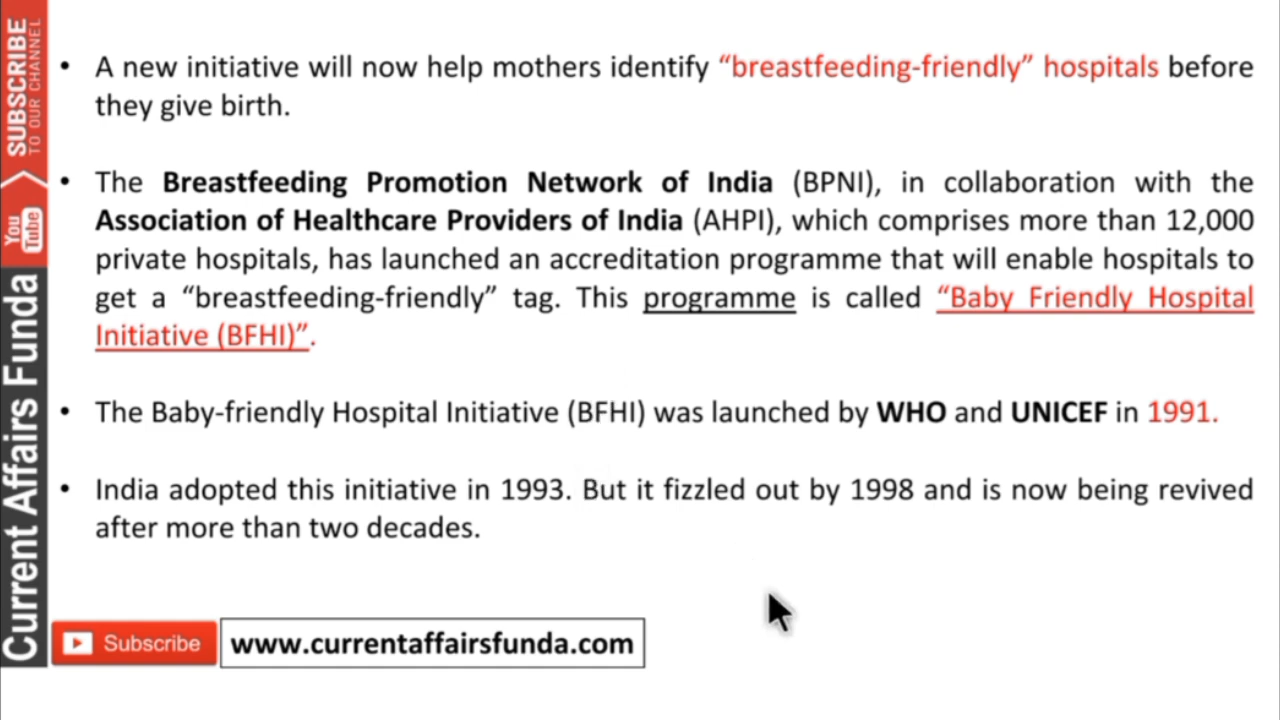 SUBSCRIBE
TO OUR CHANNEL
You
Tube
Current Affairs Funda
• A new initiative will now help mothers identify “breastfeeding-friendly” hospitals before
they give birth.
• The Breastfeeding Promotion Network of India (BPNI), in collaboration with the
Association of Healthcare Providers of India (AHPI), which comprises more than 12,000
private hospitals, has launched an accreditation programme that will enable hospitals to
get a “breastfeeding-friendly” tag. This programme is called “Baby Friendly Hospital
Initiative (BFHI)”.
• The Baby-friendly Hospital Initiative (BFHI) was launched by WHO and UNICEF in 1991.
• India adopted this initiative in 1993. But it fizzled out by 1998 and is now being revived
after more than two decades.
Subscribe
www.currentaffairsfunda.com